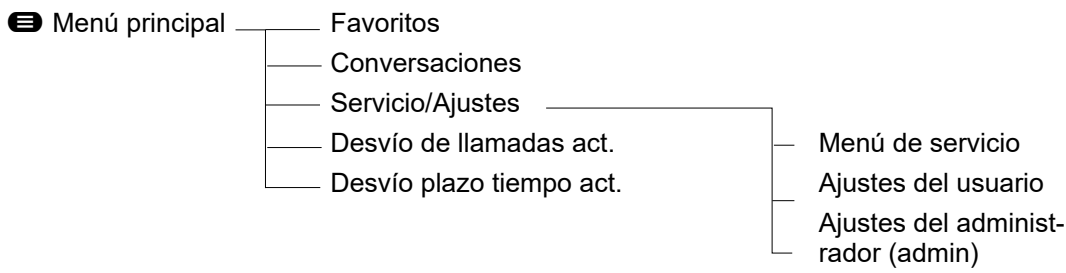 Menú principal
Favoritos
Conversaciones
Servicio/Ajustes
Desvío de llamadas act.
Desvío plazo tiempo act.
Menú de servicio
Ajustes del usuario
Ajustes del administ-
rador (admin)